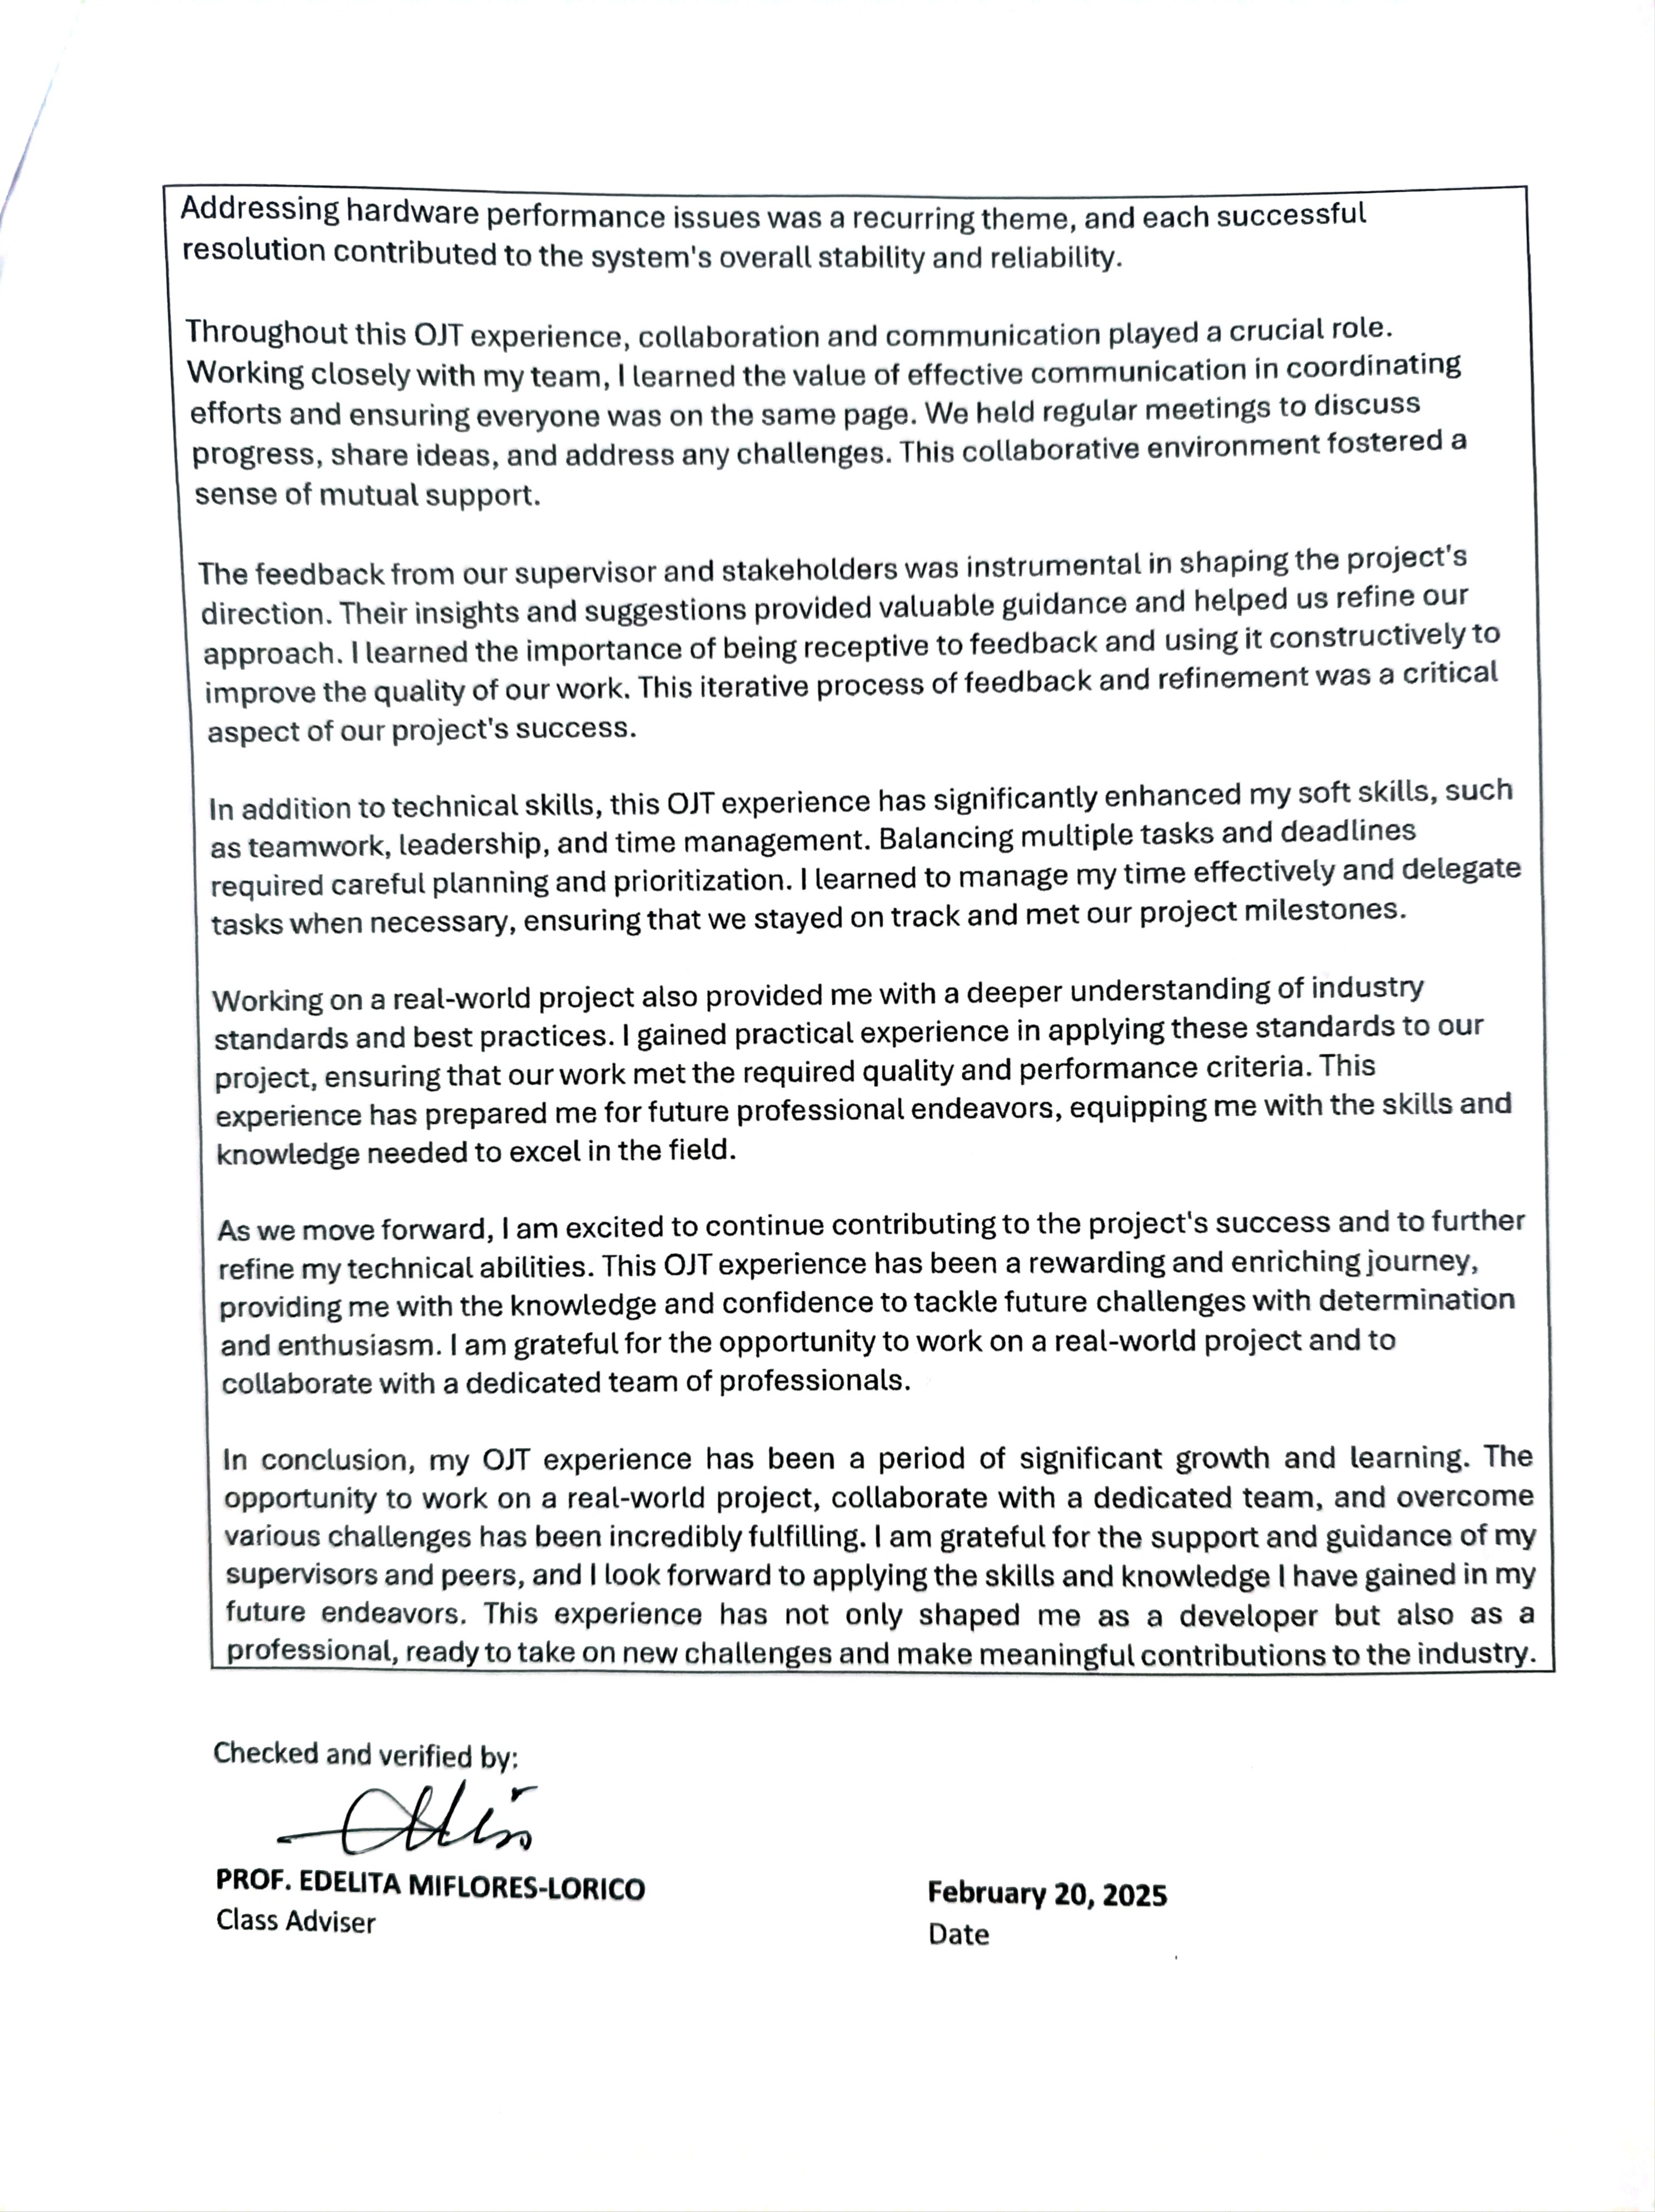 Addressing hardware performance issues was a recurring theme, and each successful
resolution contributed to the system's overall stability and reliability.
Throughout this OJT experience, collaboration and communication played a crucial role.
Working closely with my team, I learned the value of effective communication in coordinating
efforts and ensuring everyone was on the same page. We held regular meetings to discuss
progress, share ideas, and address any challenges. This collaborative environment fostered a
sense of mutual support.
The feedback from our supervisor and stakeholders was instrumental in shaping the project's
direction. Their insights and suggestions provided valuable guidance and helped us refine our
approach. I learned the importance of being receptive to feedback and using it constructively to
improve the quality of our work. This iterative process of feedback and refinement was a critical
aspect of our project's success.
In addition to technical skills, this OJT experience has significantly enhanced my soft skills, such
as teamwork, leadership, and time management. Balancing multiple tasks and deadlines
required careful planning and prioritization. I learned to manage my time effectively and delegate
tasks when necessary, ensuring that we stayed on track and met our project milestones.
Working on a real-world project also provided me with a deeper understanding of industry
standards and best practices. I gained practical experience in applying these standards to our
project, ensuring that our work met the required quality and performance criteria. This
experience has prepared me for future professional endeavors, equipping me with the skills and
knowledge needed to excel in the field.
As we move forward, I am excited to continue contributing to the project's success and to further
refine my technical abilities. This OJT experience has been a rewarding and enriching journey,
providing me with the knowledge and confidence to tackle future challenges with determination
and enthusiasm. I am grateful for the opportunity to work on a real-world project and to
collaborate with a dedicated team of professionals.
In conclusion, my OJT experience has been a period of significant growth and learning. The
opportunity to work on a real-world project, collaborate with a dedicated team, and overcome
various challenges has been incredibly fulfilling. I am grateful for the support and guidance of my
supervisors and peers, and I look forward to applying the skills and knowledge I have gained in my
future endeavors. This experience has not only shaped me as a developer but also as a
professional, ready to take on new challenges and make meaningful contributions to the industry.
Checked and verified by:
PROF. EDELITA MIFLORES-LORICO
Class Adviser
February 20, 2025
Date